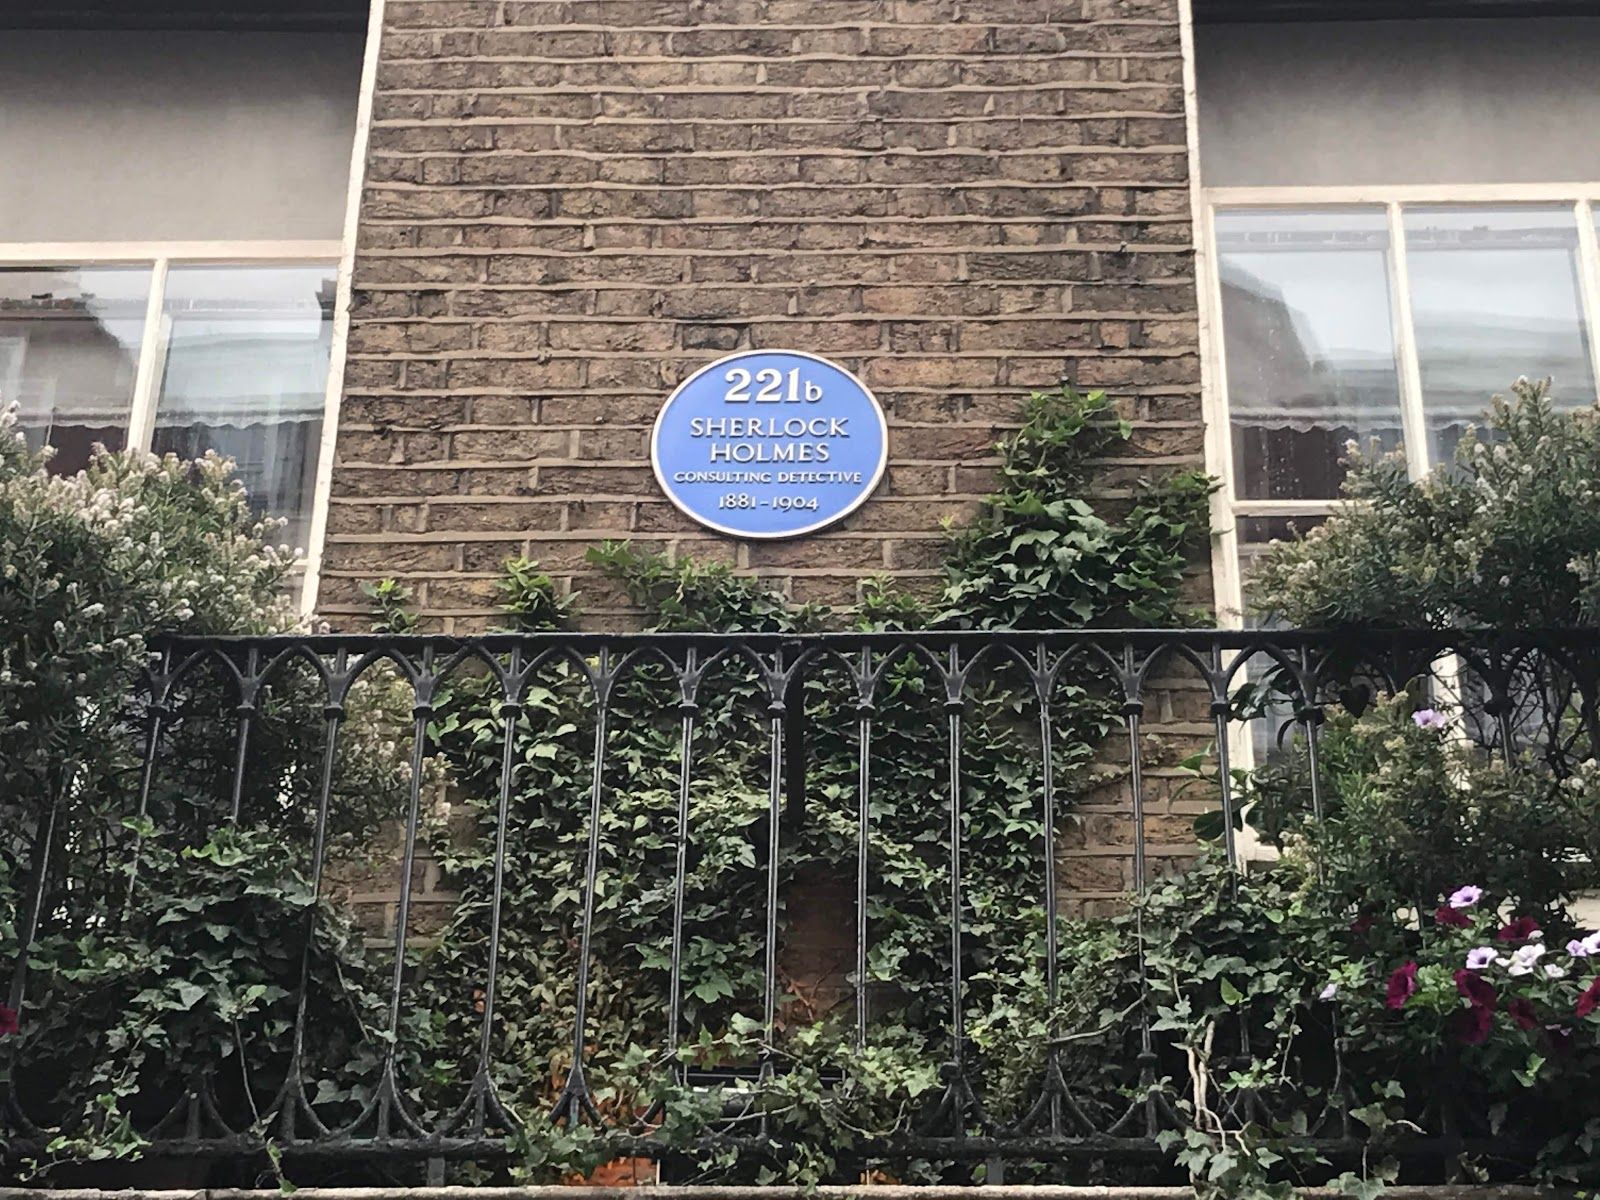 221b
SHERLOCK
HOLMES
CONSULTING DETECTIVE
1881-1904